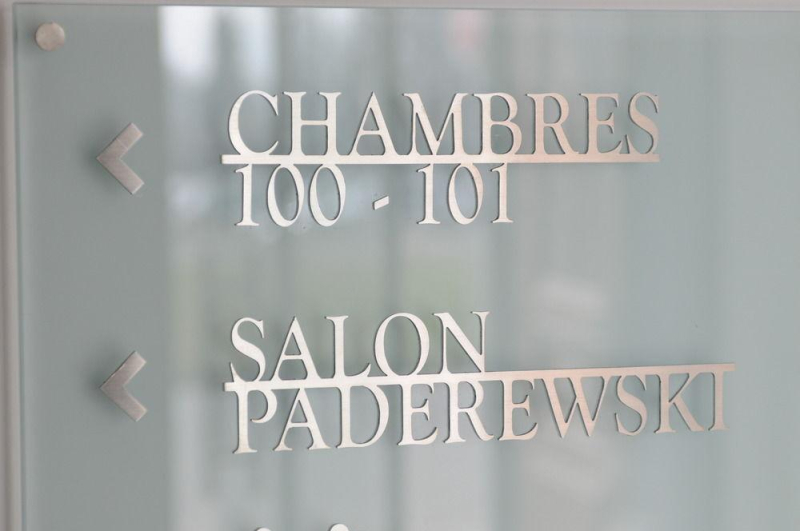 CHAMBRES
100 - 101
SALON
PADEREWSKI